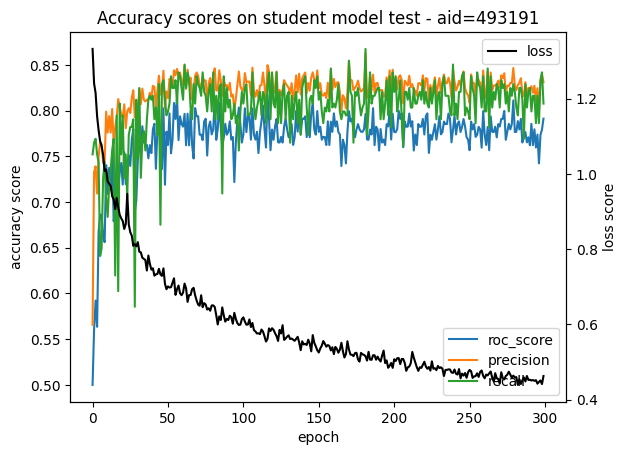 Accuracy scores on student model test - aid=493191
loss
0.85
0.80
0.75
0.70
0.65
0.60
0.55
0.50
accuracy score
1.2
1.0
0.8
0.6
0.4
loss score
roc_score
precision
recall
0
50
100
150
200
250
300
epoch